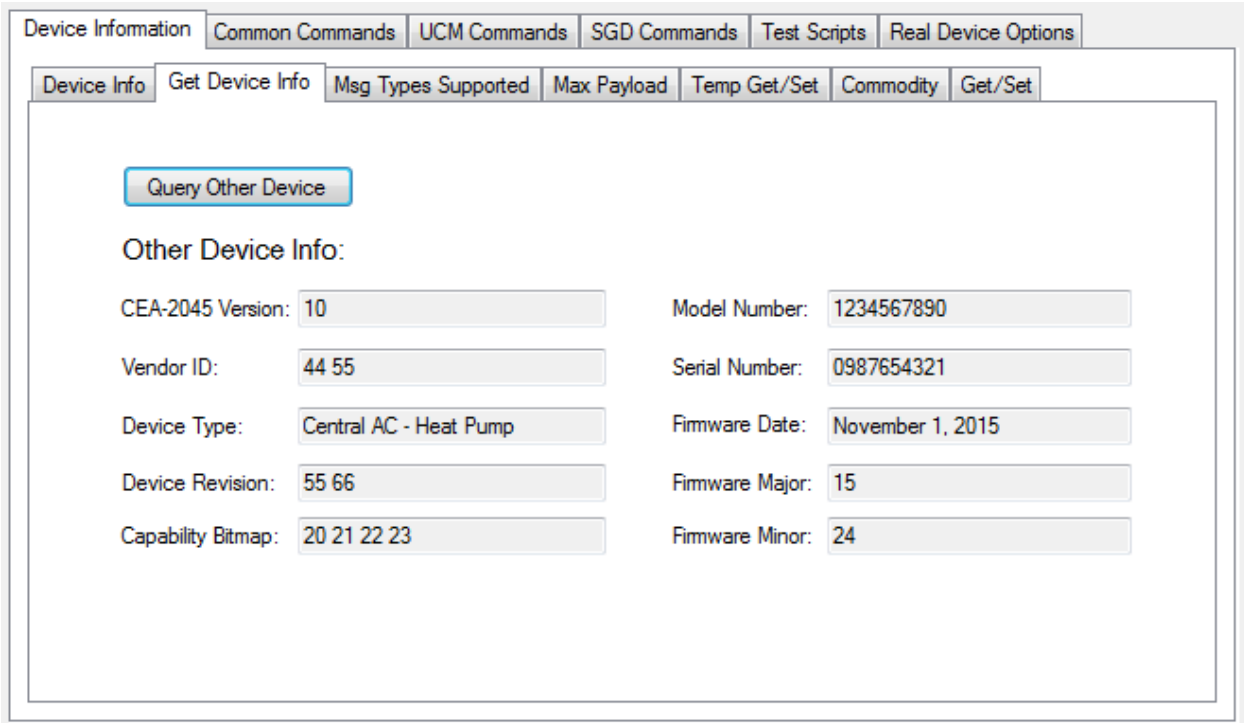 Device Information Common Commands UCM Commands SGD Commands Test Scripts Real Device Options
Device Info Get Device Info Msg Types Supported Max Payload Temp Get/Set Commodity Get/Set
Query Other Device
Other Device Info:
CEA-2045 Version: 10 Model Number: 1234567890
Vendor ID: 44 55 Serial Number: 0987654321
Device Type: Central AC - Heat Pump Firmware Date: November 1, 2015
Device Revision: 55 66 Firmware Major: 15
Capability Bitmap: 20 21 22 23 Firmware Minor: 24